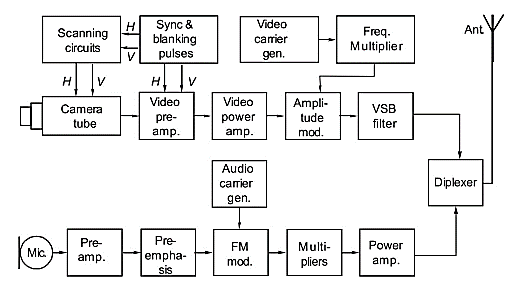 Scanning
circuits
H
V
Sync &
blanking
pulses
Video
carrier
gen.
Freq.
Multiplier
Ant.
H
V
H
V
Camera
tube
Video
pre-
amp.
Video
power
amp.
Ampli-
tude
mod.
VSB
filter
Audio
carrier
gen.
Diplexer
Mic.
Pre-
amp.
Pre-
empha-
sis
FM
mod.
Multi-
pliers
Power
amp.